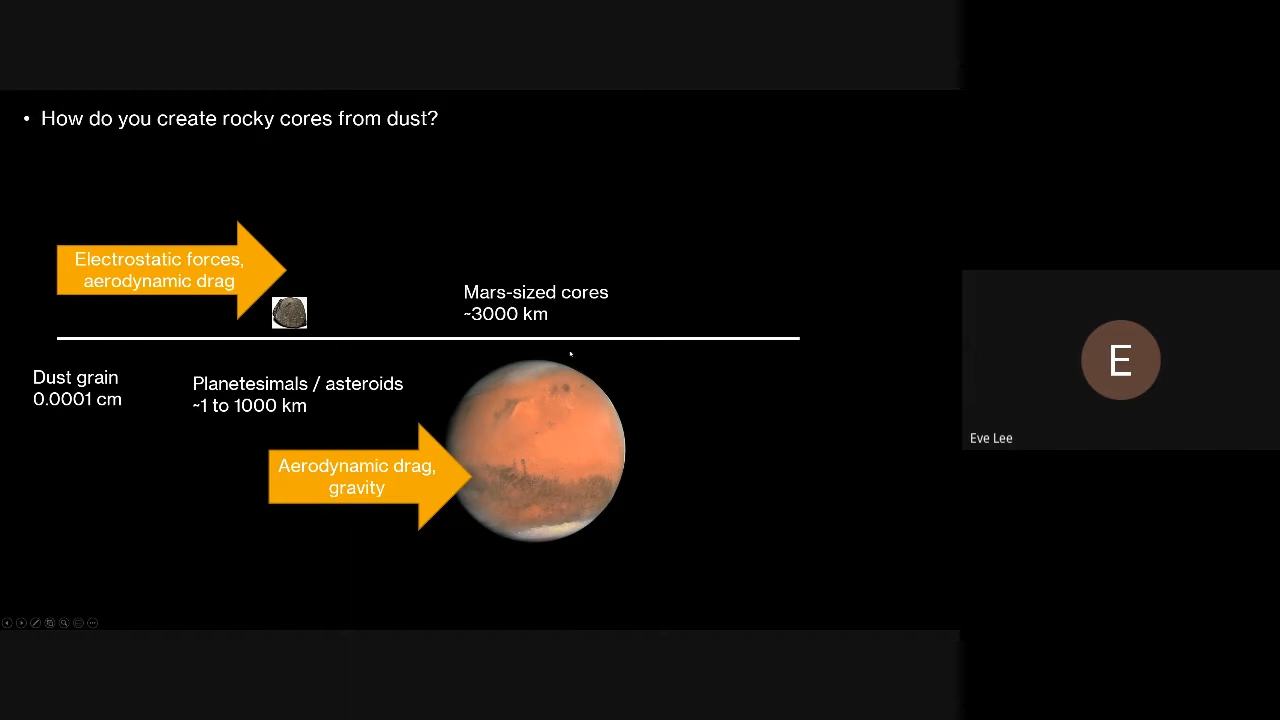 • How do you create rocky cores from dust?
Electrostatic forces,
aerodynamic drag
Mars-sized cores
~3000 km
Dust grain
0.0001 cm
Planetesimals / asteroids
~1 to 1000 km
Aerodynamic drag,
gravity
E
Eve Lee